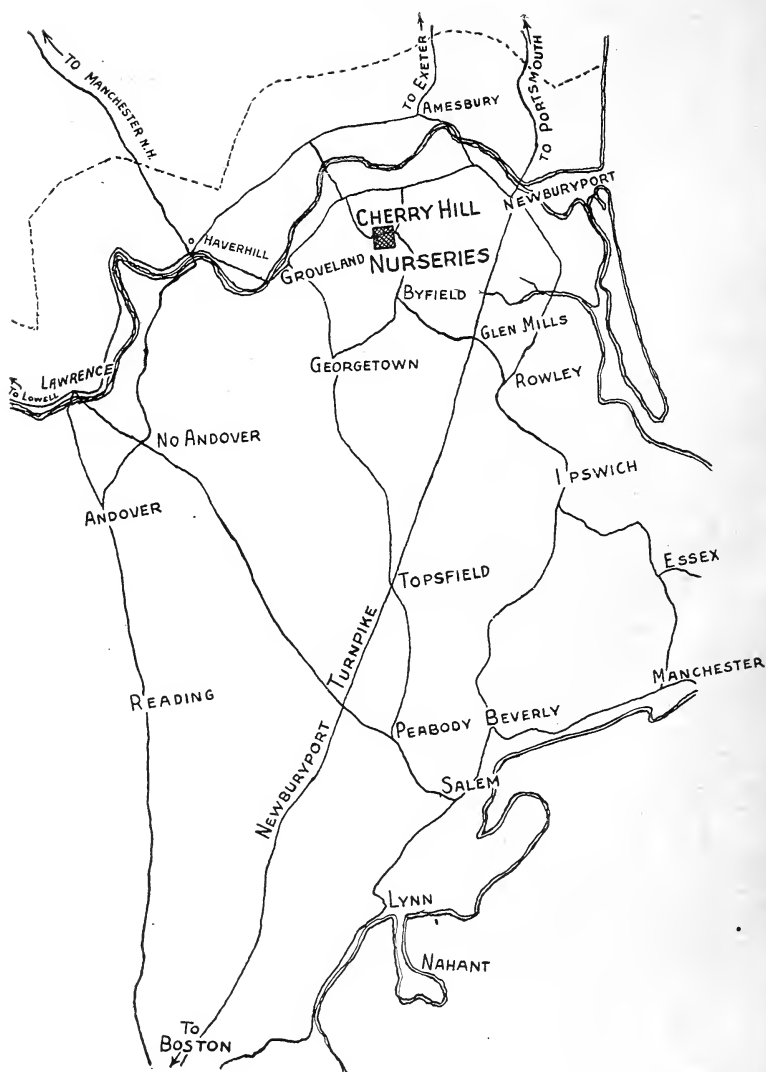 TO MANCHESTER N.H.
TO EXETER
TO PORTSMOUTH
AMESBURY
NEWBURYPORT
CHERRY HILL
NURSERIES
HAVERHILL
GROVELAND
BYFIELD
GLEN MILLS
GEORGETOWN
ROWLEY
LAWRENCE
TO LOWELL
NO ANDOVER
IPSWICH
ANDOVER
ESSEX
TOPSFIELD
NEWBURYPORT TURNPIKE
READING
MANCHESTER
PEABODY
BEVERLY
SALEM
LYNN
NAHANT
TO
BOSTON